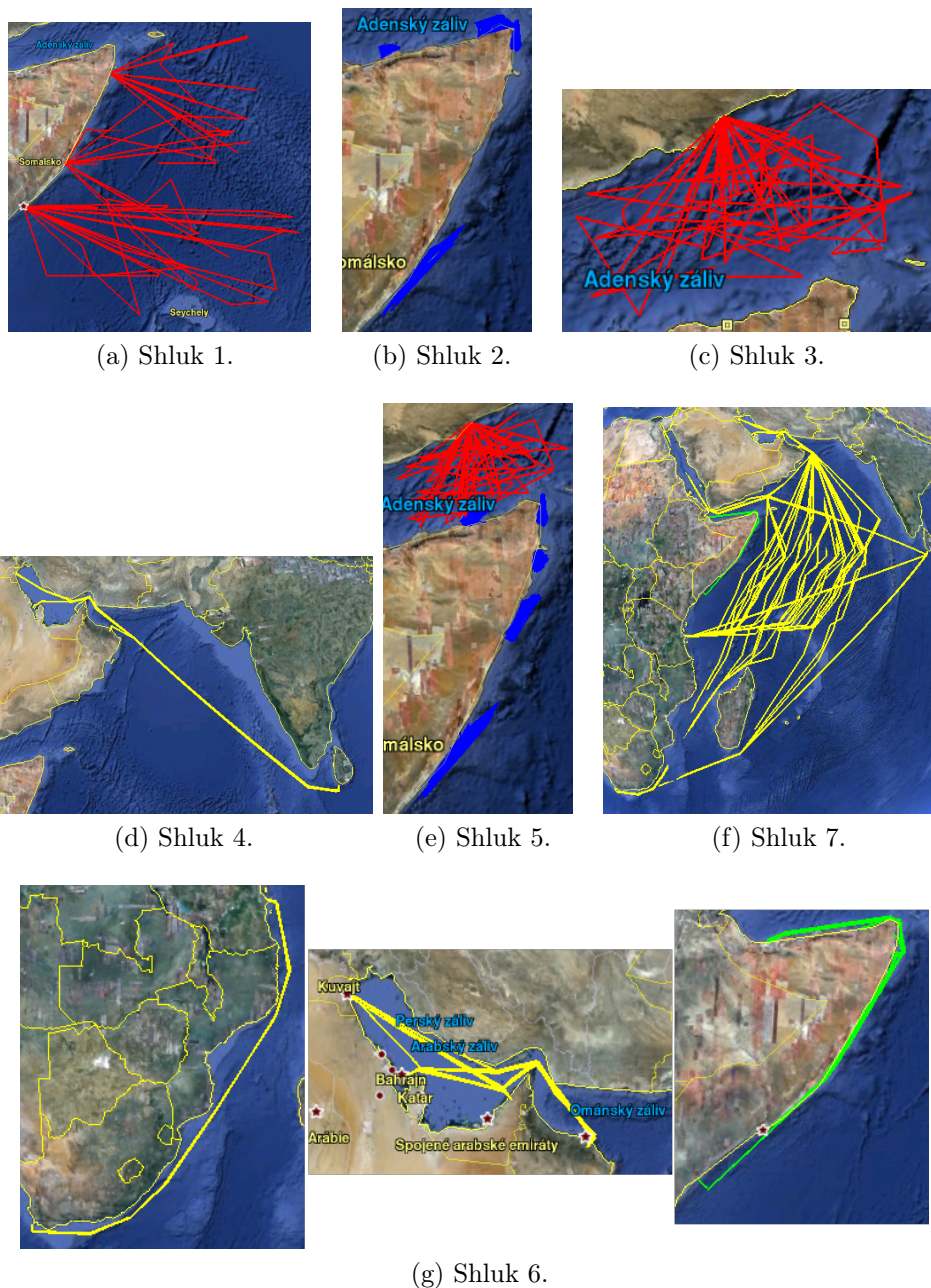 Adenský záliv
Somálsko
Seychely
(a) Shluk 1.
Adenský záliv
omálsko
(b) Shluk 2.
Adenský záliv
(c) Shluk 3.
(d) Shluk 4.
Adenský záliv
málsko
(e) Shluk 5.
(f) Shluk 7.
Kuvajt
Perský záliv
Arabský záliv
Bahrajn
Katar
Ománský záliv
Arábie
Spojené arabské emiráty
(g) Shluk 6.